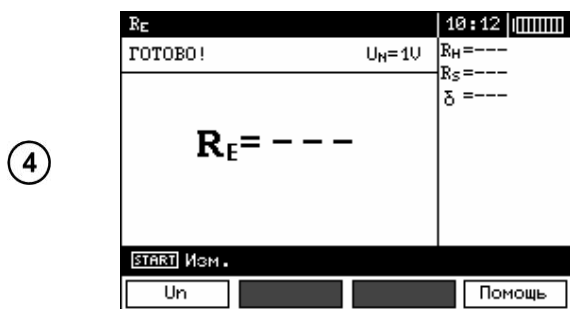 RE 10:12
ГОТОВО! UN=1V
RH=---
RS=---
δ =---
④
RE= ---
START Изм.
Un Помощь